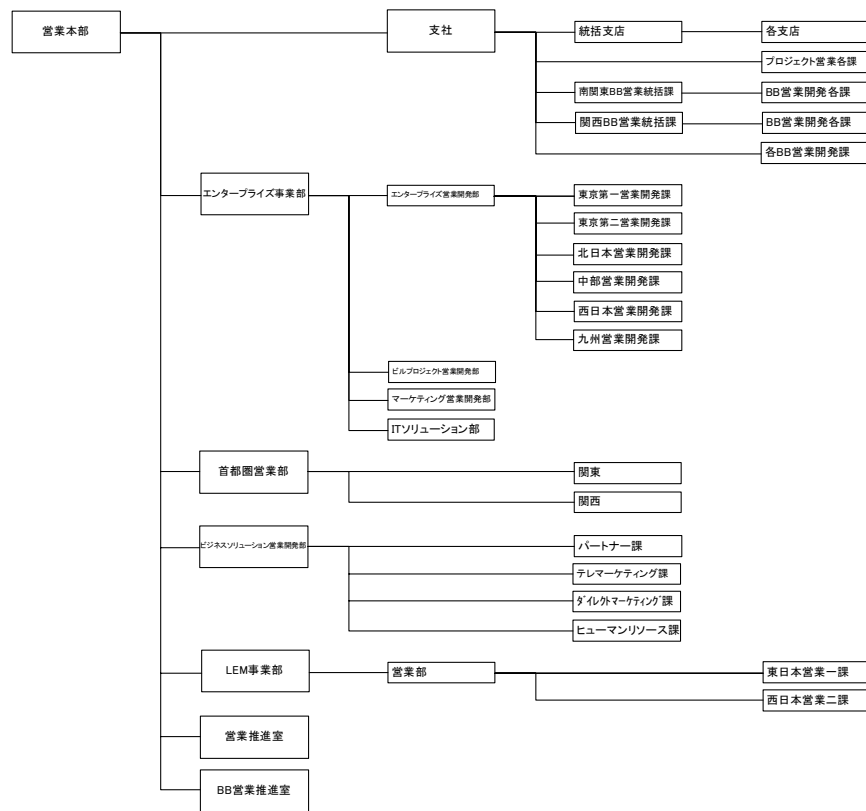 営業本部
支社
統括支店
各支店
プロジェクト営業各課
南関東BB営業統括課
BB営業開発各課
関西BB営業統括課
BB営業開発各課
各BB営業開発課
エンタープライズ事業部
エンタープライズ営業開発部
東京第一営業開発課
東京第二営業開発課
北日本営業開発課
中部営業開発課
西日本営業開発課
九州営業開発課
ビルプロジェクト営業開発部
マーケティング営業開発部
ITソリューション部
首都圏営業部
関東
関西
ビジネスソリューション営業開発部
パートナー課
テレマーケティング課
ダイレクトマーケティング課
ヒューマンリソース課
LEM事業部
営業部
東日本営業一課
西日本営業二課
営業推進室
BB営業推進室